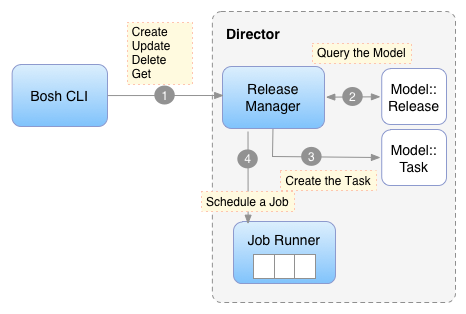 Create
Update
Delete
Get
Director
Query the Model
Bosh CLI
1
Release
Manager
2
Model::
Release
4
3
Model::
Task
Create the Task
Schedule a Job
Job Runner